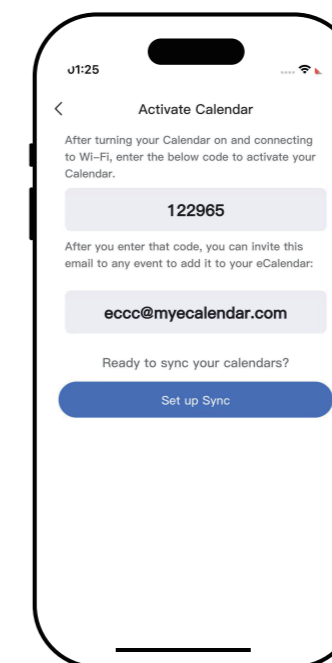 01:25
Activate Calendar
After turning your Calendar on and connecting
to Wi-Fi, enter the below code to activate your
Calendar.
122965
After you enter that code, you can invite this
email to any event to add it to your eCalendar:
eccc@myecalendar.com
Ready to sync your calendars?
Set up Sync